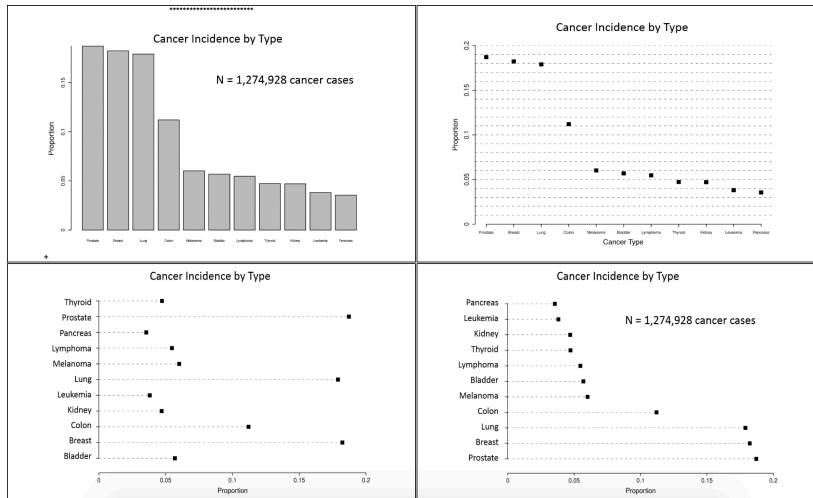 *************************
Cancer Incidence by Type
N = 1,274,928 cancer cases
Proportion
0.15
0.1
0.05
0
Prostate Breast Lung Colon Melanoma Bladder Lymphoma Thyroid Kidney Leukemia Pancreas
+
Cancer Incidence by Type
Proportion
0.2
0.15
0.1
0.05
0
Prostate Breast Lung Colon Melanoma Bladder Lymphoma Thyroid Kidney Leukemia Pancreas
Cancer Type
Cancer Incidence by Type
Thyroid
Prostate
Pancreas
Lymphoma
Melanoma
Lung
Leukemia
Kidney
Colon
Breast
Bladder
0 0.05 0.1 0.15 0.2
Proportion
Cancer Incidence by Type
N = 1,274,928 cancer cases
Pancreas
Leukemia
Kidney
Thyroid
Lymphoma
Bladder
Melanoma
Colon
Lung
Breast
Prostate
0 0.05 0.1 0.15 0.2
Proportion